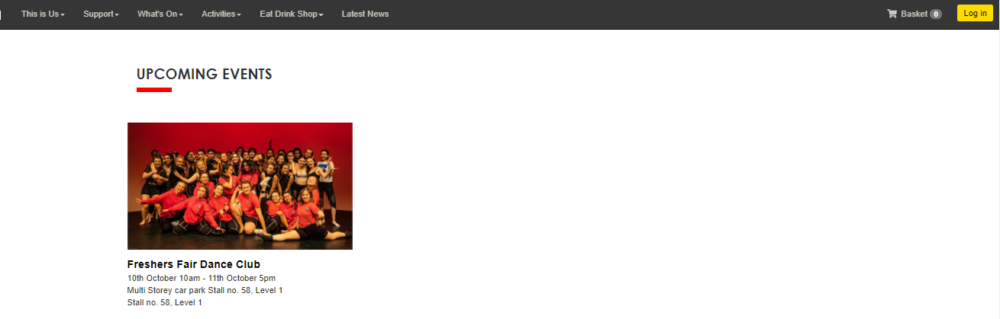 This is Us Support What's On Activities Eat Drink Shop Latest News Basket 0 Log in
UPCOMING EVENTS
Freshers Fair Dance Club
10th October 10am - 11th October 5pm
Multi Storey car park Stall no. 58, Level 1
Stall no. 58, Level 1